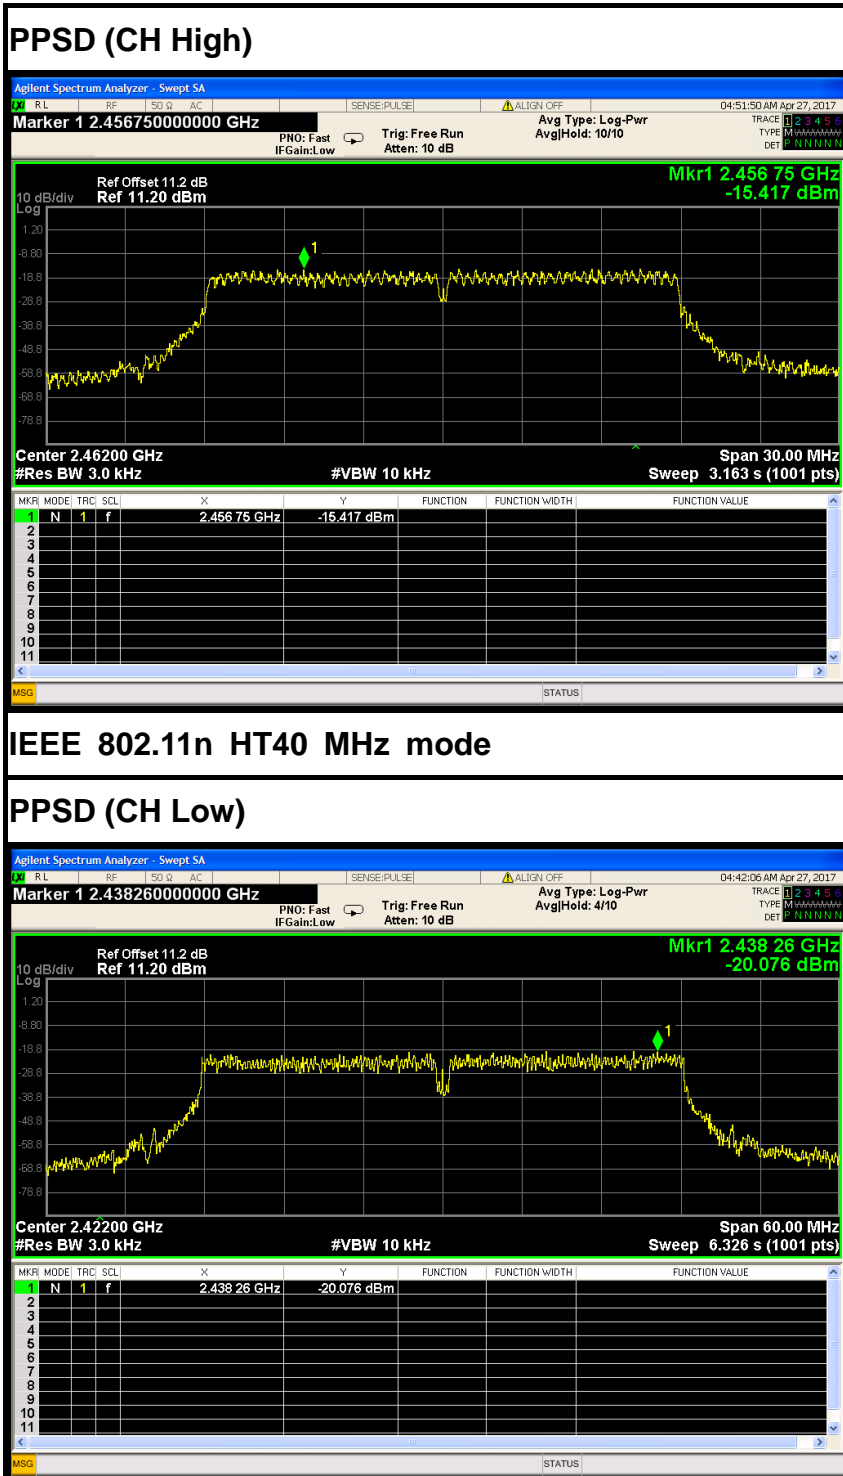 PPSD (CH High)
Agilent Spectrum Analyzer - Swept SA
LXI RL RF 50 Ω AC SENSE:PULSE ALIGN OFF 04:51:50 AM Apr 27, 2017
Marker 1 2.456750000000 GHz
PNO: Fast
IFGain:Low
Trig: Free Run
Atten: 10 dB
Avg Type: Log-Pwr
Avg|Hold: 10/10
TRACE 1 2 3 4 5 6
TYPE M
DET P N N N N N
Mkr1 2.456 75 GHz
-15.417 dBm
Ref Offset 11.2 dB
10 dB/div Ref 11.20 dBm
Log
1.20
-8.80
1
-18.8
-28.8
-38.8
-48.8
-58.8
-68.8
-78.8
Center 2.46200 GHz Span 30.00 MHz
#Res BW 3.0 kHz #VBW 10 kHz Sweep 3.163 s (1001 pts)
MKR MODE TRC SCL X Y FUNCTION FUNCTION WIDTH FUNCTION VALUE
1 N 1 f 2.456 75 GHz -15.417 dBm
2
3
4
5
6
7
8
9
10
11
MSG STATUS
IEEE 802.11n HT40 MHz mode
PPSD (CH Low)
Agilent Spectrum Analyzer - Swept SA
LXI RL RF 50 Ω AC SENSE:PULSE ALIGN OFF 04:42:06 AM Apr 27, 2017
Marker 1 2.438260000000 GHz
PNO: Fast
IFGain:Low
Trig: Free Run
Atten: 10 dB
Avg Type: Log-Pwr
Avg|Hold: 4/10
TRACE 1 2 3 4 5 6
TYPE M
DET P N N N N N
Mkr1 2.438 26 GHz
-20.076 dBm
Ref Offset 11.2 dB
10 dB/div Ref 11.20 dBm
Log
1.20
-8.80
1
-18.8
-28.8
-38.8
-48.8
-58.8
-68.8
-78.8
Center 2.42200 GHz Span 60.00 MHz
#Res BW 3.0 kHz #VBW 10 kHz Sweep 6.326 s (1001 pts)
MKR MODE TRC SCL X Y FUNCTION FUNCTION WIDTH FUNCTION VALUE
1 N 1 f 2.438 26 GHz -20.076 dBm
2
3
4
5
6
7
8
9
10
11
MSG STATUS